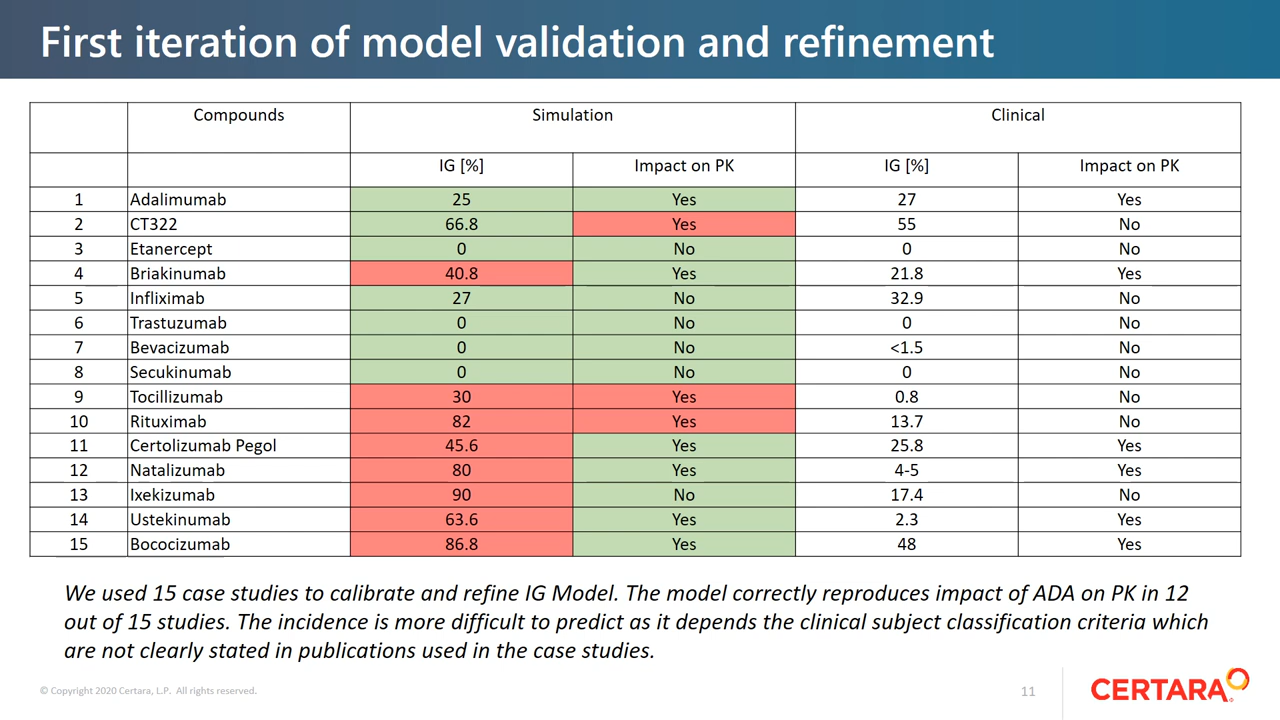 First iteration of model validation and refinement
Compounds Simulation Clinical
IG [%] Impact on PK IG [%] Impact on PK
1 Adalimumab 25 Yes 27 Yes
2 CT322 66.8 Yes 55 No
3 Etanercept 0 No 0 No
4 Briakinumab 40.8 Yes 21.8 Yes
5 Infliximab 27 No 32.9 No
6 Trastuzumab 0 No 0 No
7 Bevacizumab 0 No <1.5 No
8 Secukinumab 0 No 0 No
9 Tocillizumab 30 Yes 0.8 No
10 Rituximab 82 Yes 13.7 No
11 Certolizumab Pegol 45.6 Yes 25.8 Yes
12 Natalizumab 80 Yes 4-5 Yes
13 Ixekizumab 90 No 17.4 No
14 Ustekinumab 63.6 Yes 2.3 Yes
15 Bococizumab 86.8 Yes 48 Yes
We used 15 case studies to calibrate and refine IG Model. The model correctly reproduces impact of ADA on PK in 12
out of 15 studies. The incidence is more difficult to predict as it depends the clinical subject classification criteria which
are not clearly stated in publications used in the case studies.
© Copyright 2020 Certara, L.P. All rights reserved.
11
CERTARA